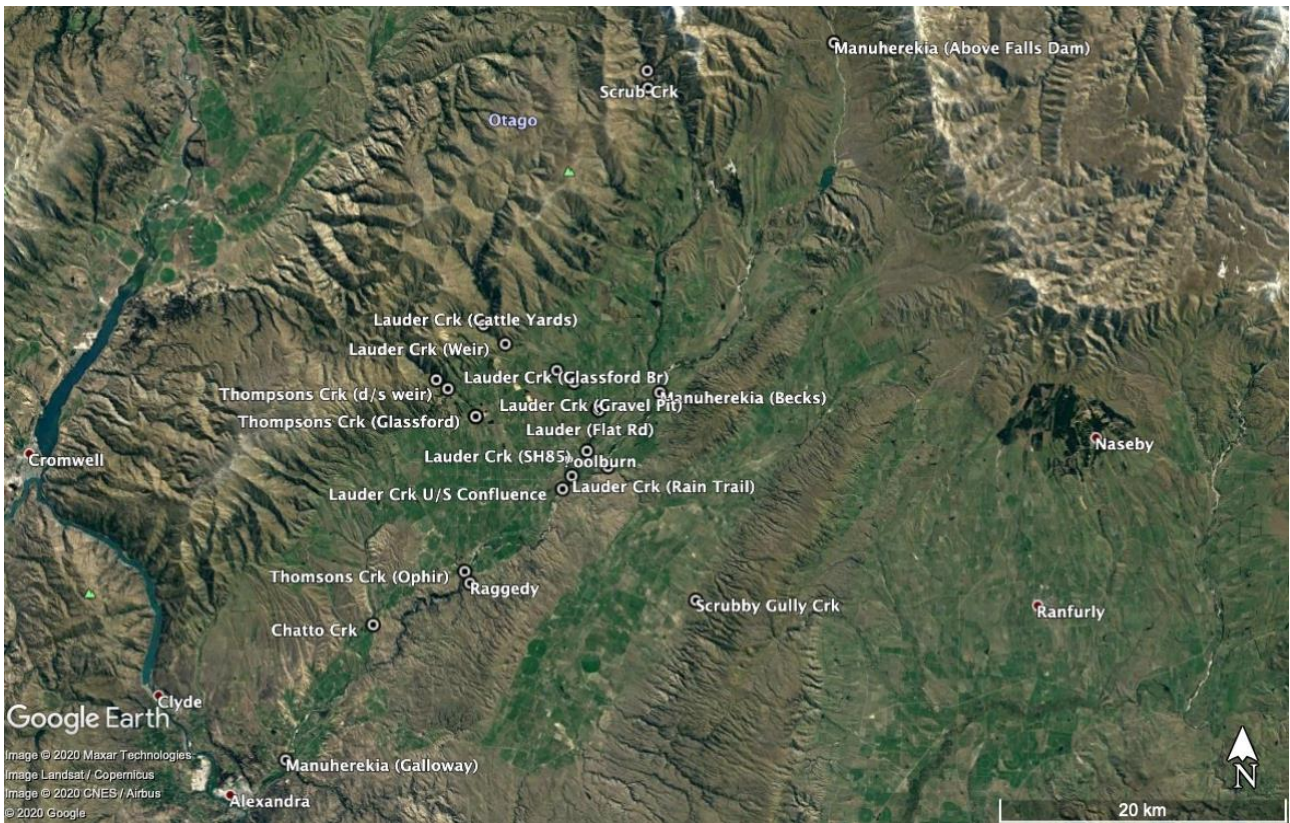 Manuherekia (Above Falls Dam)
Scrub Crk
Otago
Lauder Crk (Cattle Yards)
Lauder Crk (Weir)
Lauder Crk (Glassford Br)
Thompsons Crk (d/s weir)
Manuherekia (Becks)
Lauder Crk (Gravel Pit)
Thompsons Crk (Glassford)
Lauder (Flat Rd)
Naseby
Lauder Crk (SH85)
Poolburn
Cromwell
Lauder Crk (Rain Trail)
Lauder Crk U/S Confluence
Thomsons Crk (Ophir)
Raggedy
Scrubby Gully Crk
Ranfurly
Chatto Crk
Clyde
Google Earth
Image © 2020 Maxar Technologies
Image Landsat / Copernicus
Image © 2020 CNES / Airbus
© 2020 Google
Manuherekia (Galloway)
Alexandra
N
20 km